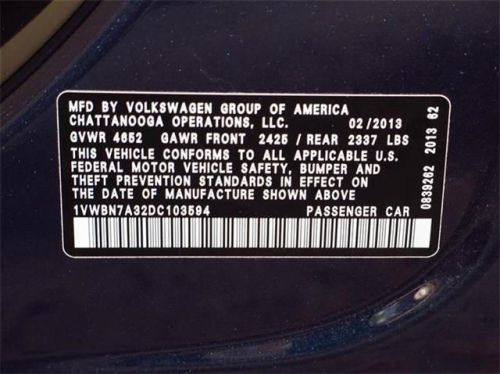 MFD BY VOLKSWAGEN GROUP OF AMERICA
CHATTANOOGA OPERATIONS, LLC. 02/2013
GVWR 4652 GAWR FRONT 2425 / REAR 2337 LBS
THIS VEHICLE CONFORMS TO ALL APPLICABLE U.S.
FEDERAL MOTOR VEHICLE SAFETY, BUMPER AND
THEFT PREVENTION STANDARDS IN EFFECT ON
THE DATE OF MANUFACTURE SHOWN ABOVE
1VWBN7A32DC103594 PASSENGER CAR
0839262 2013 62